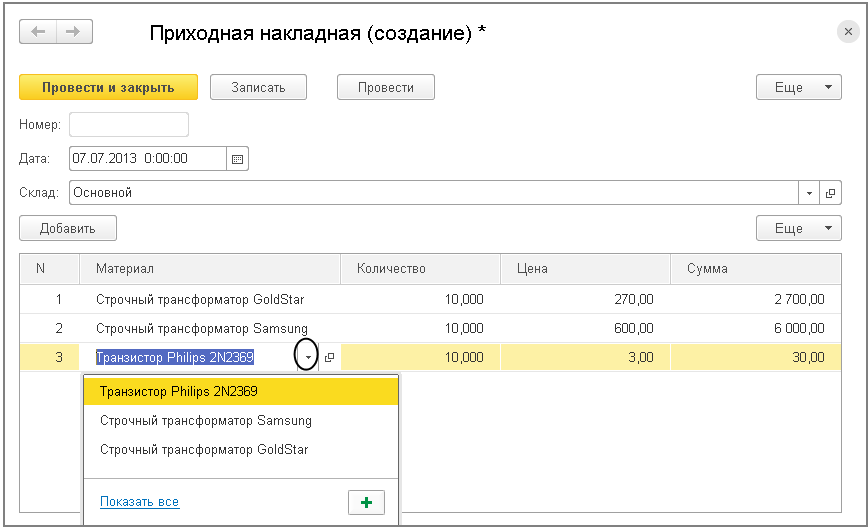 Приходная накладная (создание) *
Провести и закрыть Записать Провести Еще
Номер:
Дата: 07.07.2013 0:00:00
Склад: Основной
Добавить Еще
N Материал Количество Цена Сумма
1 Строчный трансформатор GoldStar 10,000 270,00 2 700,00
2 Строчный трансформатор Samsung 10,000 600,00 6 000,00
3 Транзистор Philips 2N2369 10,000 3,00 30,00
Транзистор Philips 2N2369
Строчный трансформатор Samsung
Строчный трансформатор GoldStar
Показать все